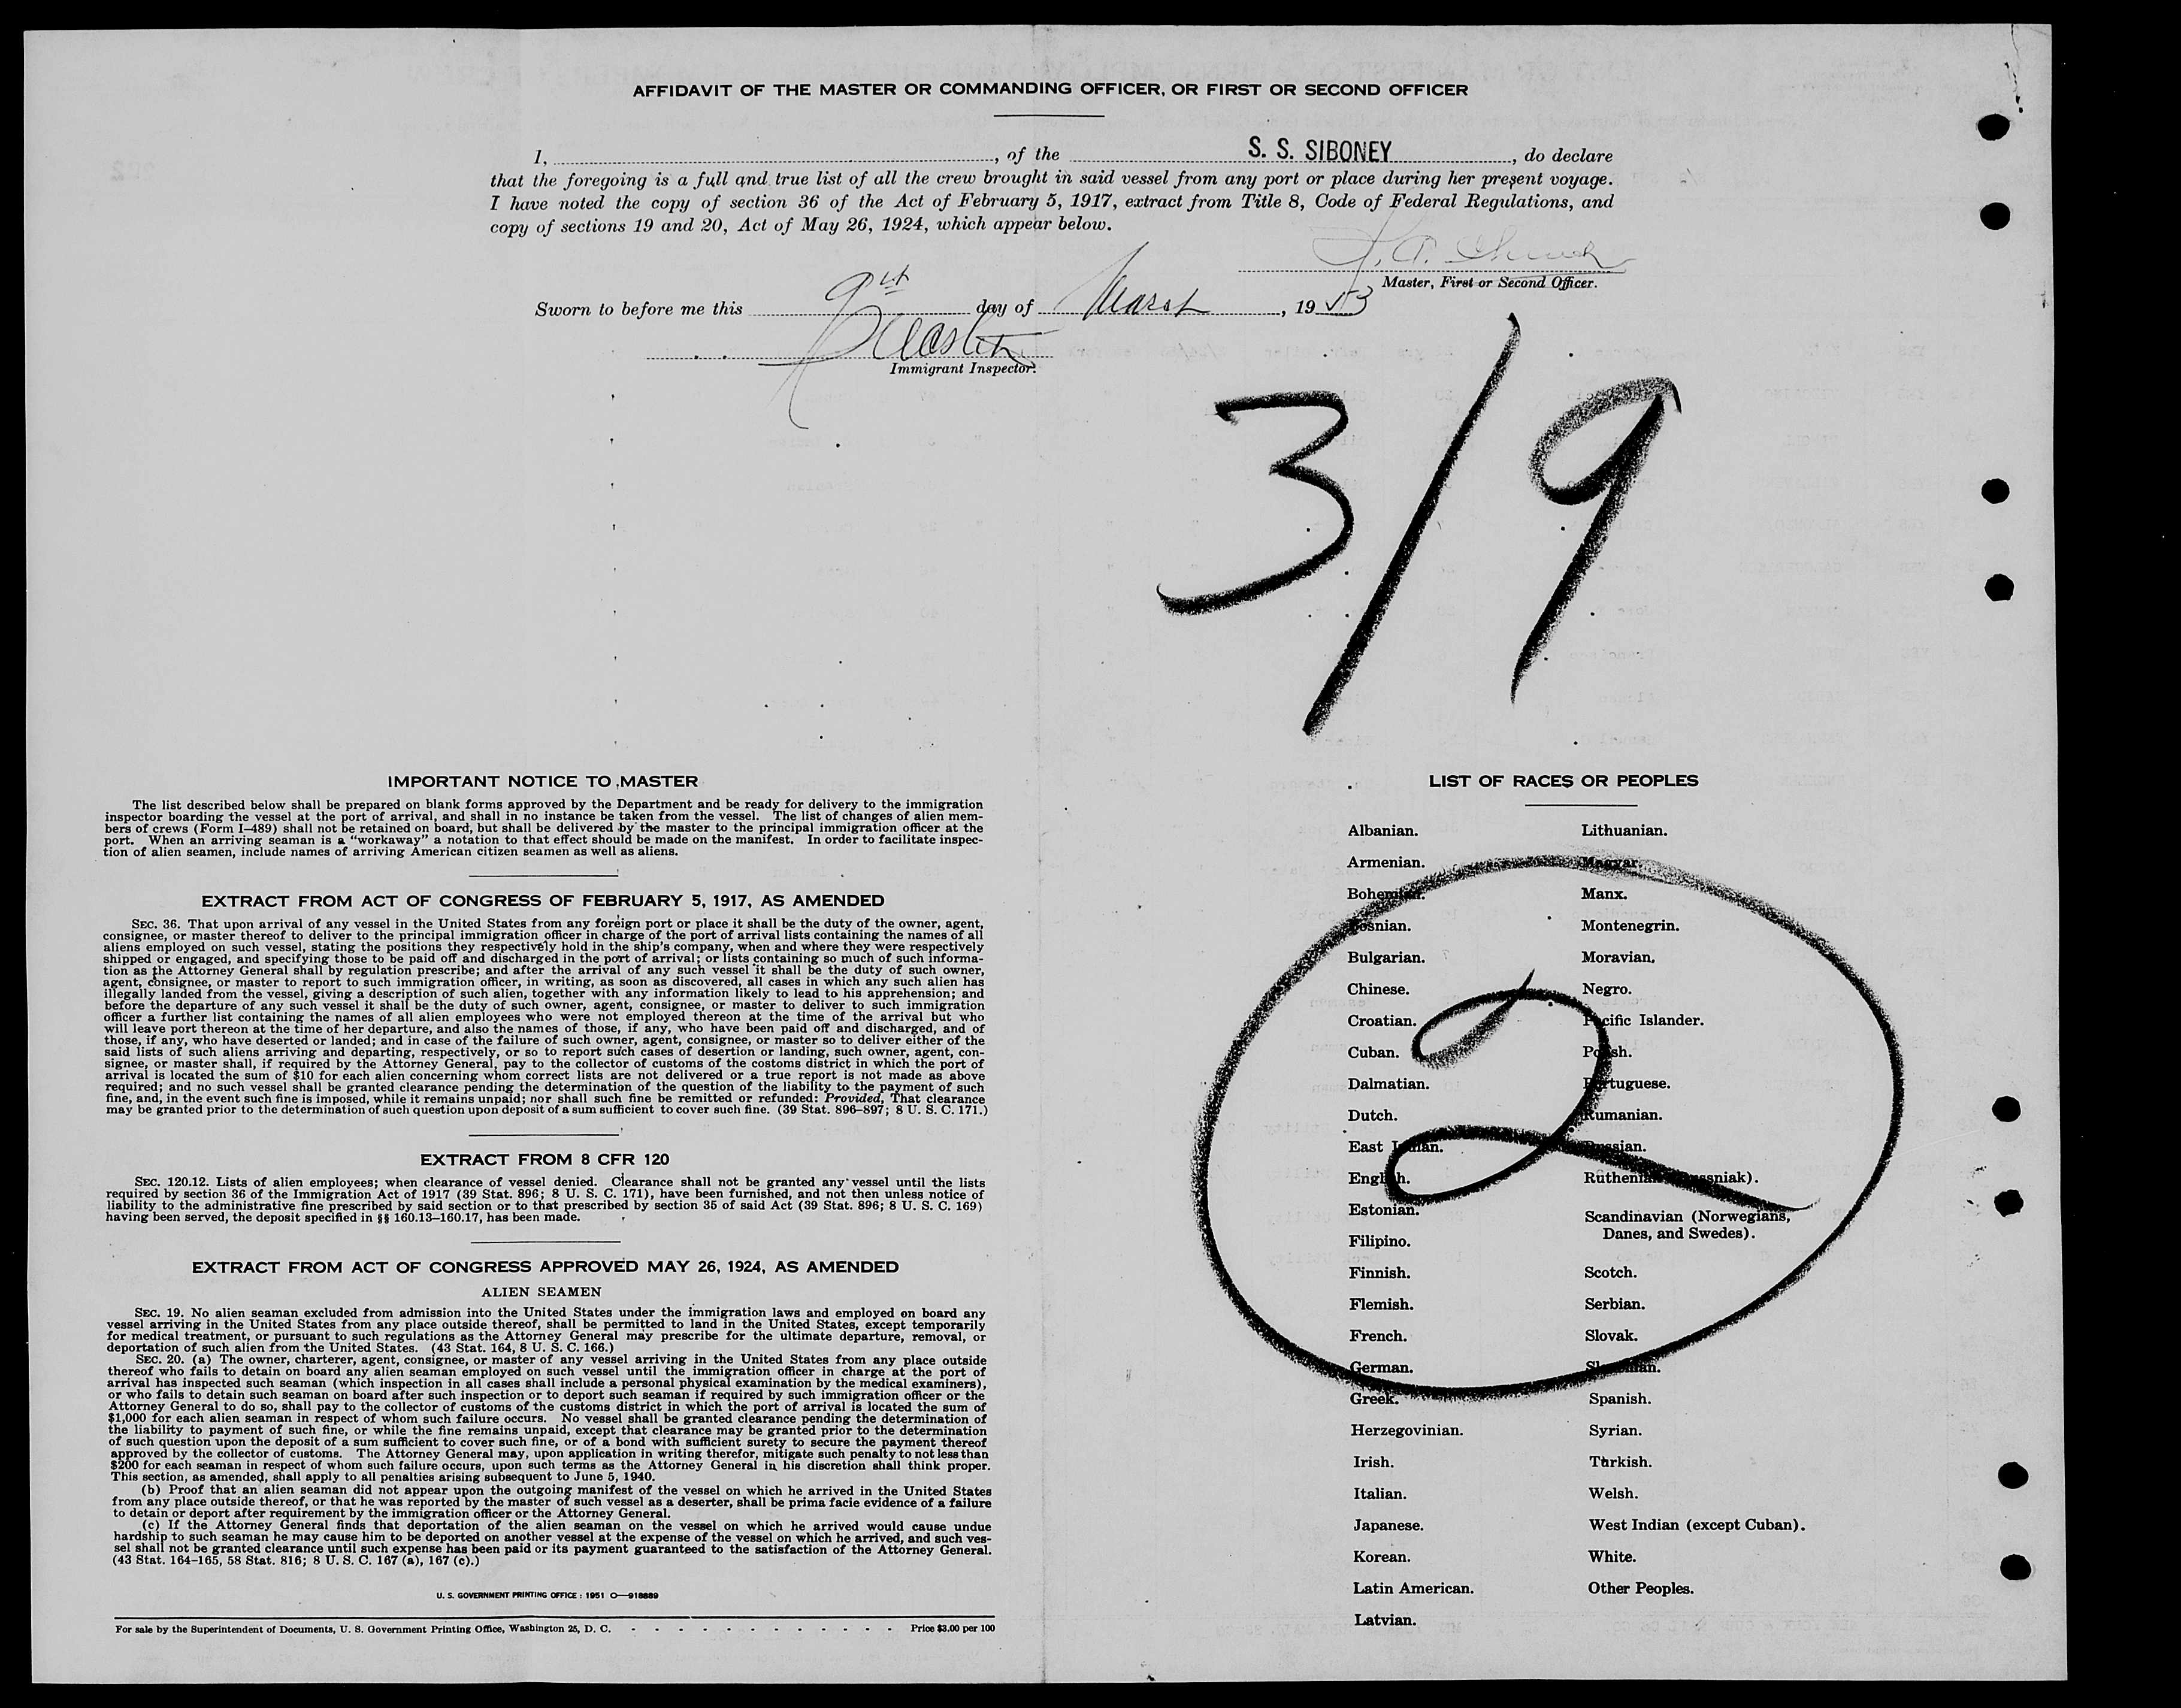 AFFIDAVIT OF THE MASTER OR COMMANDING OFFICER, OR FIRST OR SECOND OFFICER
I, , of the S. S. SIBONEY , do declare
that the foregoing is a full and true list of all the crew brought in said vessel from any port or place during her present voyage.
I have noted the copy of section 36 of the Act of February 5, 1917, extract from Title 8, Code of Federal Regulations, and
copy of sections 19 and 20, Act of May 26, 1924, which appear below.
Master, First or Second Officer.
Sworn to before me this 9th day of March , 19 53
Immigrant Inspector.
3/9
IMPORTANT NOTICE TO MASTER
The list described below shall be prepared on blank forms approved by the Department and be ready for delivery to the immigration
inspector boarding the vessel at the port of arrival, and shall in no instance be taken from the vessel. The list of changes of alien mem-
bers of crews (Form I–489) shall not be retained on board, but shall be delivered by the master to the principal immigration officer at the
port. When an arriving seaman is a “workaway” a notation to that effect should be made on the manifest. In order to facilitate inspec-
tion of alien seamen, include names of arriving American citizen seamen as well as aliens.
EXTRACT FROM ACT OF CONGRESS OF FEBRUARY 5, 1917, AS AMENDED
SEC. 36. That upon arrival of any vessel in the United States from any foreign port or place it shall be the duty of the owner, agent,
consignee, or master thereof to deliver to the principal immigration officer in charge of the port of arrival lists containing the names of all
aliens employed on such vessel, stating the positions they respectively hold in the ship's company, when and where they were respectively
shipped or engaged, and specifying those to be paid off and discharged in the port of arrival; or lists containing so much of such informa-
tion as the Attorney General shall by regulation prescribe; and after the arrival of any such vessel it shall be the duty of such owner,
agent, consignee, or master to report to such immigration officer, in writing, as soon as discovered, all cases in which any such alien has
illegally landed from the vessel, giving a description of such alien, together with any information likely to lead to his apprehension; and
before the departure of any such vessel it shall be the duty of such owner, agent, consignee, or master to deliver to such immigration
officer a further list containing the names of all alien employees who were not employed thereon at the time of the arrival but who
will leave port thereon at the time of her departure, and also the names of those, if any, who have been paid off and discharged, and of
those, if any, who have deserted or landed; and in case of the failure of such owner, agent, consignee, or master so to deliver either of the
said lists of such aliens arriving and departing, respectively, or so to report such cases of desertion or landing, such owner, agent, con-
signee, or master shall, if required by the Attorney General, pay to the collector of customs of the costoms district in which the port of
arrival is located the sum of $10 for each alien concerning whom correct lists are not delivered or a true report is not made as above
required; and no such vessel shall be granted clearance pending the determination of the question of the liability to the payment of such
fine, and, in the event such fine is imposed, while it remains unpaid; nor shall such fine be remitted or refunded: Provided, That clearance
may be granted prior to the determination of such question upon deposit of a sum sufficient to cover such fine. (39 Stat. 896–897; 8 U. S. C. 171.)
EXTRACT FROM 8 CFR 120
SEC. 120.12. Lists of alien employees; when clearance of vessel denied. Clearance shall not be granted any vessel until the lists
required by section 36 of the Immigration Act of 1917 (39 Stat. 896; 8 U. S. C. 171), have been furnished, and not then unless notice of
liability to the administrative fine prescribed by said section or to that prescribed by section 35 of said Act (39 Stat. 896; 8 U. S. C. 169)
having been served, the deposit specified in §§ 160.13–160.17, has been made.
EXTRACT FROM ACT OF CONGRESS APPROVED MAY 26, 1924, AS AMENDED
ALIEN SEAMEN
SEC. 19. No alien seaman excluded from admission into the United States under the immigration laws and employed on board any
vessel arriving in the United States from any place outside thereof, shall be permitted to land in the United States, except temporarily
for medical treatment, or pursuant to such regulations as the Attorney General may prescribe for the ultimate departure, removal, or
deportation of such alien from the United States. (43 Stat. 164, 8 U. S. C. 166.)
SEC. 20. (a) The owner, charterer, agent, consignee, or master of any vessel arriving in the United States from any place outside
thereof who fails to detain on board any alien seaman employed on such vessel until the immigration officer in charge at the port of
arrival has inspected such seaman (which inspection in all cases shall include a personal physical examination by the medical examiners),
or who fails to detain such seaman on board after such inspection or to deport such seaman if required by such immigration officer or the
Attorney General to do so, shall pay to the collector of customs of the customs district in which the port of arrival is located the sum of
$1,000 for each alien seaman in respect of whom such failure occurs. No vessel shall be granted clearance pending the determination of
the liability to payment of such fine, or while the fine remains unpaid, except that clearance may be granted prior to the determination
of such question upon the deposit of a sum sufficient to cover such fine, or of a bond with sufficient surety to secure the payment thereof
approved by the collector of customs. The Attorney General may, upon application in writing therefor, mitigate such penalty to not less than
$200 for each seaman in respect of whom such failure occurs, upon such terms as the Attorney General in his discretion shall think proper.
This section, as amended, shall apply to all penalties arising subsequent to June 5, 1940.
(b) Proof that an alien seaman did not appear upon the outgoing manifest of the vessel on which he arrived in the United States
from any place outside thereof, or that he was reported by the master of such vessel as a deserter, shall be prima facie evidence of a failure
to detain or deport after requirement by the immigration officer or the Attorney General.
(c) If the Attorney General finds that deportation of the alien seaman on the vessel on which he arrived would cause undue
hardship to such seaman he may cause him to be deported on another vessel at the expense of the vessel on which he arrived, and such ves-
sel shall not be granted clearance until such expense has been paid or its payment guaranteed to the satisfaction of the Attorney General.
(43 Stat. 164–165, 58 Stat. 816; 8 U. S. C. 167 (a), 167 (c).)
U. S. GOVERNMENT PRINTING OFFICE : 1951 O—918889
For sale by the Superintendent of Documents, U. S. Government Printing Office, Washington 25, D. C. - - - - - - - - - - - - Price $3.00 per 100
LIST OF RACES OR PEOPLES
Albanian.
Armenian.
Bohemian.
Bosnian.
Bulgarian.
Chinese.
Croatian.
Cuban.
Dalmatian.
Dutch.
East Indian.
English.
Estonian.
Filipino.
Finnish.
Flemish.
French.
German.
Greek.
Herzegovinian.
Irish.
Italian.
Japanese.
Korean.
Latin American.
Latvian.
Lithuanian.
Magyar.
Manx.
Montenegrin.
Moravian.
Negro.
Pacific Islander.
Polish.
Portuguese.
Rumanian.
Russian.
Ruthenian (Russniak).
Scandinavian (Norwegians,
Danes, and Swedes).
Scotch.
Serbian.
Slovak.
Slovenian.
Spanish.
Syrian.
Turkish.
Welsh.
West Indian (except Cuban).
White.
Other Peoples.
2